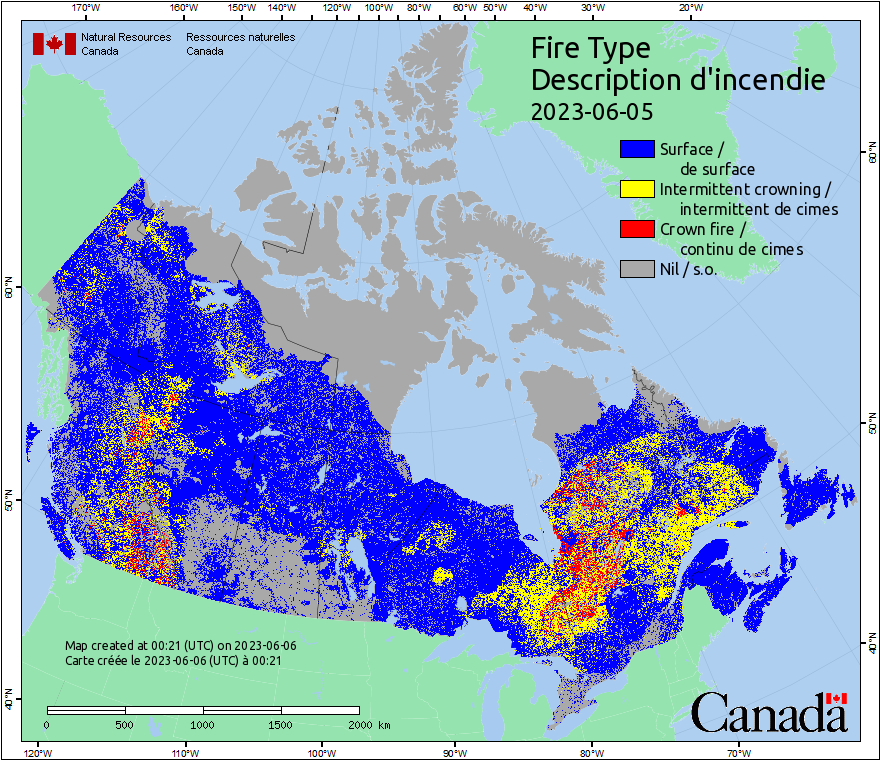 170°W 160°W 150°W 140°W 130°W 120°W 110°W 100°W 90°W 80°W 70°W 60°W 50°W 40°W 30°W 20°W
Natural Resources Ressources naturelles
Canada Canada
Fire Type
Description d'incendie
2023-06-05
Surface /
de surface
Intermittent crowning /
intermittent de cimes
Crown fire /
continu de cimes
Nil / s.o.
60°N
60°N
50°N
50°N
40°N
40°N
Map created at 00:21 (UTC) on 2023-06-06
Carte créée le 2023-06-06 (UTC) à 00:21
0 500 1000 1500 2000 km
Canada
120°W 110°W 100°W 90°W 80°W 70°W